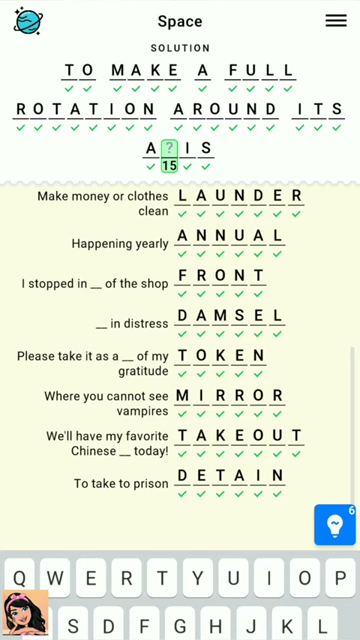 Space
SOLUTION
TO MAKE A FULL
ROTATION AROUND ITS
A?IS
15
Make money or clothes clean LAUNDER
Happening yearly ANNUAL
I stopped in __ of the shop FRONT
__ in distress DAMSEL
Please take it as a __ of my gratitude TOKEN
Where you cannot see vampires MIRROR
We'll have my favorite Chinese __ today! TAKEOUT
To take to prison DETAIN
6
Q W E R T Y U I O P
S D F G H J K L